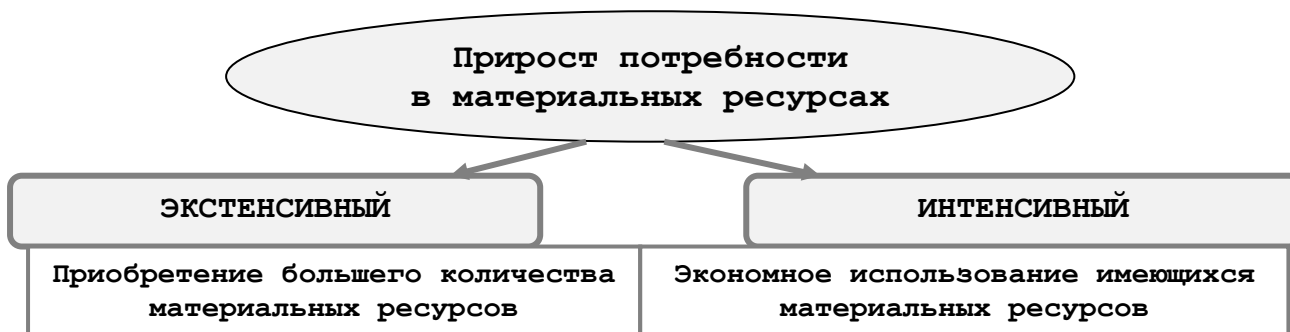 Прирост потребности
в материальных ресурсах
ЭКСТЕНСИВНЫЙ
ИНТЕНСИВНЫЙ
Приобретение большего количества
материальных ресурсов
Экономное использование имеющихся
материальных ресурсов